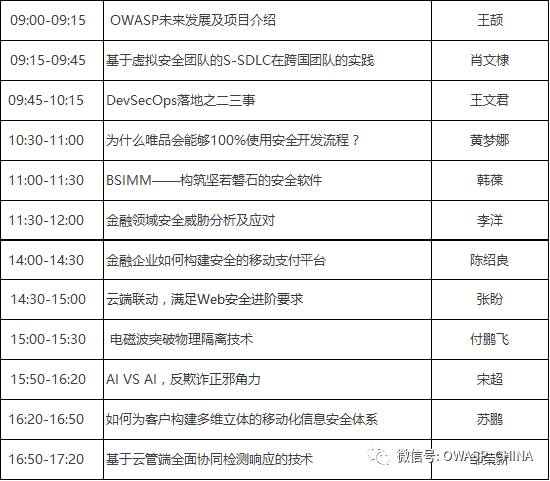 09:00-09:15 OWASP未来发展及项目介绍 王颉
09:15-09:45 基于虚拟安全团队的S-SDLC在跨国团队的实践 肖文棣
09:45-10:15 DevSecOps落地之二三事 王文君
10:30-11:00 为什么唯品会能够100%使用安全开发流程？ 黄梦娜
11:00-11:30 BSIMM——构筑坚若磐石的安全软件 韩葆
11:30-12:00 金融领域安全威胁分析及应对 李洋
14:00-14:30 金融企业如何构建安全的移动支付平台 陈绍良
14:30-15:00 云端联动，满足Web安全进阶要求 张盼
15:00-15:30 电磁波突破物理隔离技术 付鹏飞
15:50-16:20 AI VS AI，反欺诈正邪角力 宋超
16:20-16:50 如何为客户构建多维立体的移动化信息安全体系 苏鹏
16:50-17:20 基于云管端全面协同检测响应的技术
微信号: OWASP_CHINA